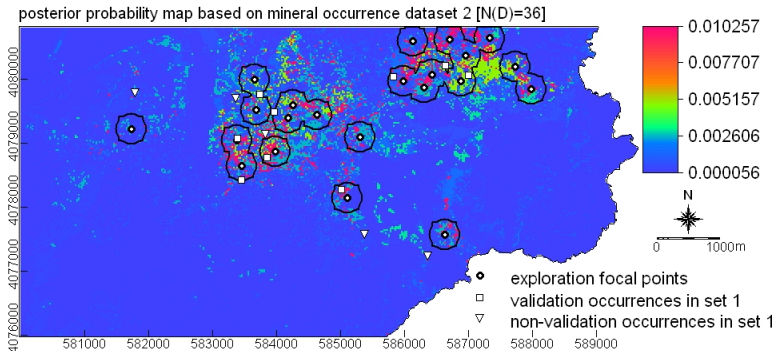 posterior probability map based on mineral occurrence dataset 2 [N(D)=36]
0.010257
0.007707
0.005157
0.002606
0.000056
N
0 1000m
4080000
4079000
4078000
4077000
4076000
exploration focal points
validation occurrences in set 1
non-validation occurrences in set 1
581000 582000 583000 584000 585000 586000 587000 588000 589000